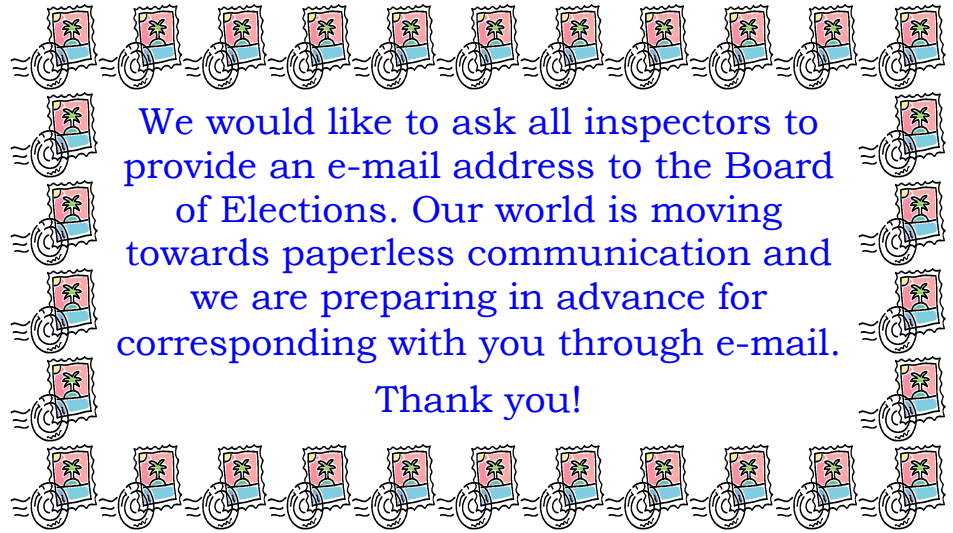 We would like to ask all inspectors to
provide an e-mail address to the Board
of Elections. Our world is moving
towards paperless communication and
we are preparing in advance for
corresponding with you through e-mail.
Thank you!